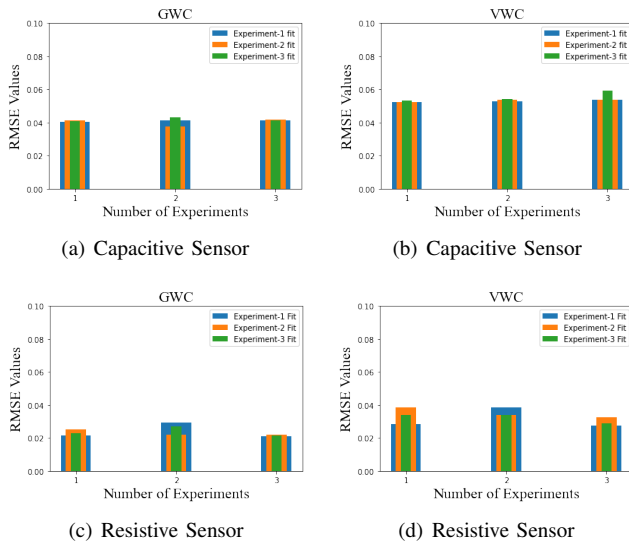 GWC
0.10
0.08
0.06
0.04
0.02
0.00
RMSE Values
Experiment-1 fit
Experiment-2 fit
Experiment-3 fit
1 2 3
Number of Experiments
(a) Capacitive Sensor
VWC
0.10
0.08
0.06
0.04
0.02
0.00
RMSE Values
Experiment-1 fit
Experiment-2 fit
Experiment-3 fit
1 2 3
Number of Experiments
(b) Capacitive Sensor
GWC
0.10
0.08
0.06
0.04
0.02
0.00
RMSE Values
Experiment-1 Fit
Experiment-2 Fit
Experiment-3 Fit
1 2 3
Number of Experiments
(c) Resistive Sensor
VWC
0.10
0.08
0.06
0.04
0.02
0.00
RMSE Values
Experiment-1 Fit
Experiment-2 Fit
Experiment-3 Fit
1 2 3
Number of Experiments
(d) Resistive Sensor